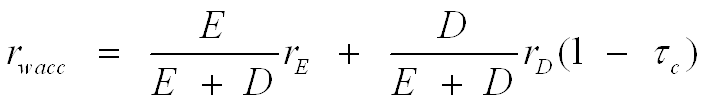 r_wacc = E / (E + D) r_E + D / (E + D) r_D (1 - τ_c)